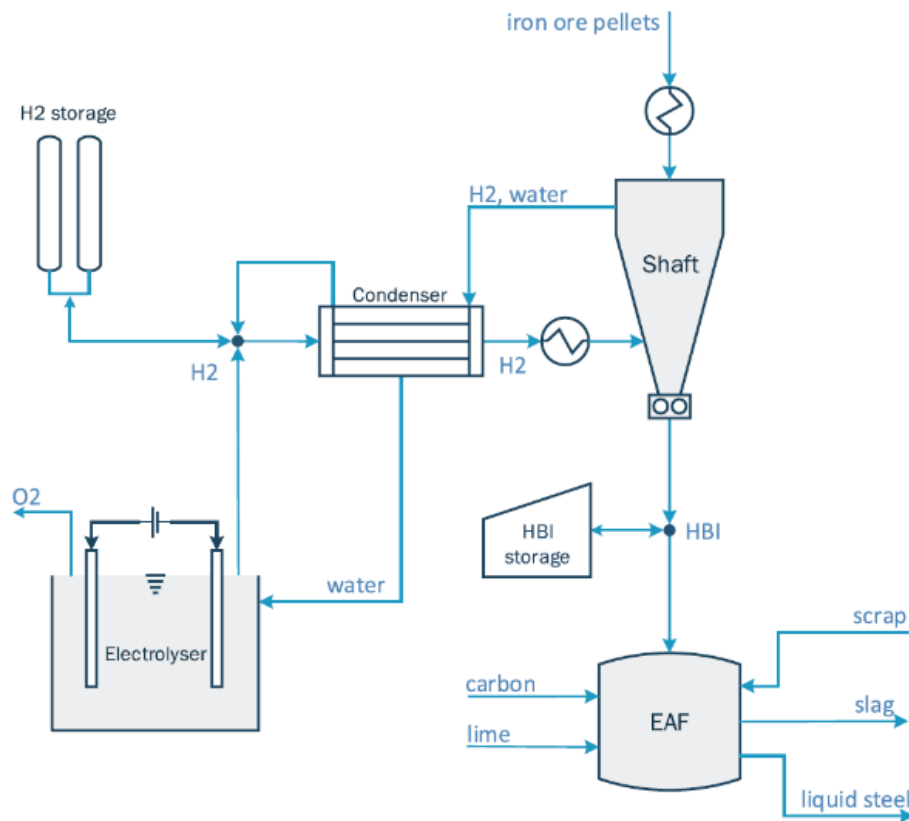 iron ore pellets
H2 storage
H2, water
Shaft
Condenser
H2
H2
O2
HBI
storage
HBI
water
Electrolyser
scrap
carbon
slag
EAF
lime
liquid steel